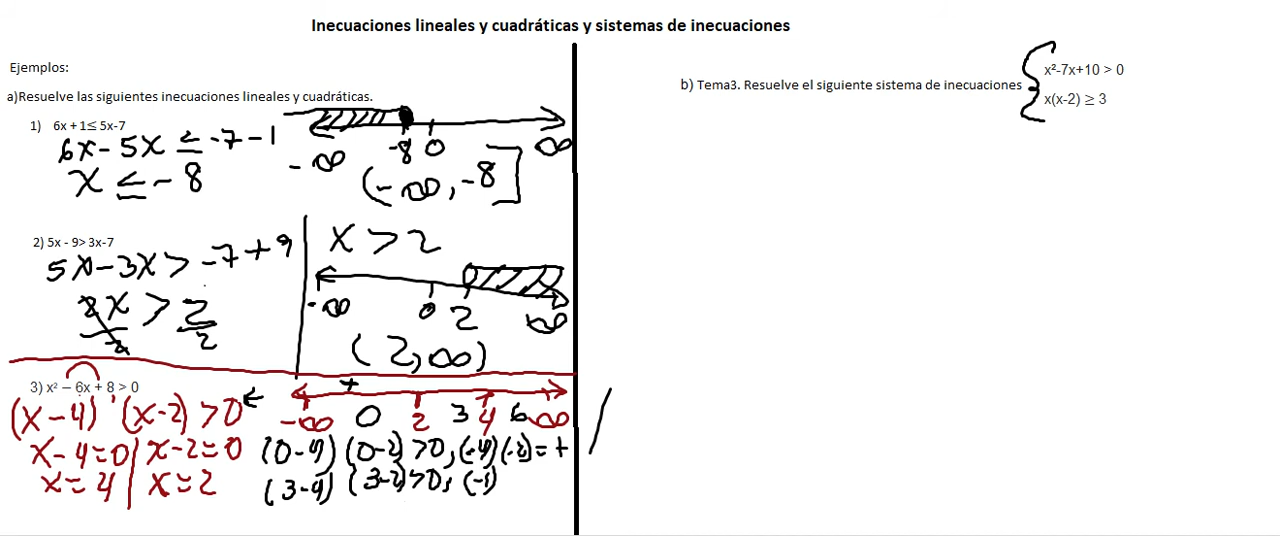 Inecuaciones lineales y cuadráticas y sistemas de inecuaciones
Ejemplos:
a)Resuelve las siguientes inecuaciones lineales y cuadráticas.
1) 6x + 1≤ 5x-7
6x - 5x ≤ -7 - 1
x ≤ - 8
-∞ -8 0 ∞
(-∞, -8]
2) 5x - 9> 3x-7
5x - 3x > -7 + 9
2x > 2
2 2
x > 2
-∞ 0 2 ∞
(2, ∞)
3) x² – 6x + 8 > 0
(x-4) (x-2) > 0 ←
x-4=0 | x-2=0
x=4 | x=2
+
-∞ 0 2 3 4 6 ∞
(0-4) (0-2) >0, (-4)(-2)= +
(3-4) (3-2)>0, (-1)
b) Tema3. Resuelve el siguiente sistema de inecuaciones
x²-7x+10 > 0
x(x-2) ≥ 3